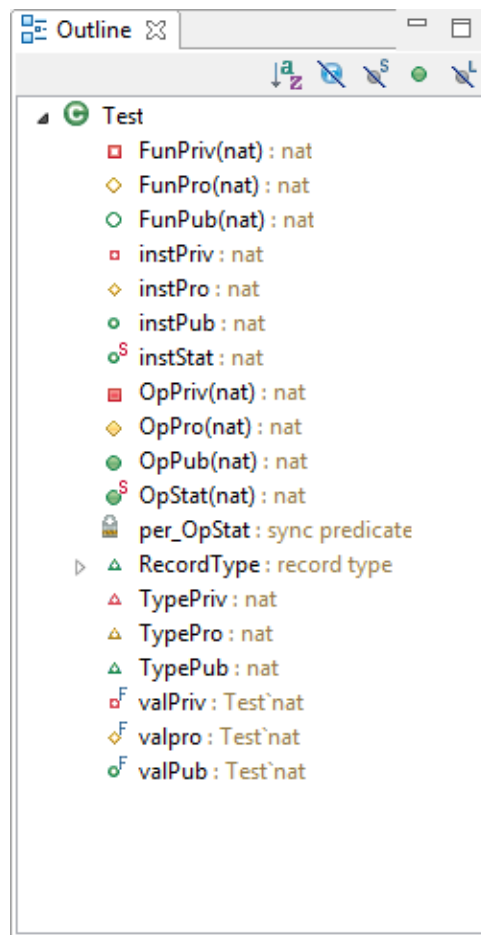 Outline
a
z
S
L
C Test
FunPriv(nat) : nat
FunPro(nat) : nat
FunPub(nat) : nat
instPriv : nat
instPro : nat
instPub : nat
S instStat : nat
OpPriv(nat) : nat
OpPro(nat) : nat
OpPub(nat) : nat
S OpStat(nat) : nat
per_OpStat : sync predicate
RecordType : record type
TypePriv : nat
TypePro : nat
TypePub : nat
F valPriv : Test`nat
F valpro : Test`nat
F valPub : Test`nat